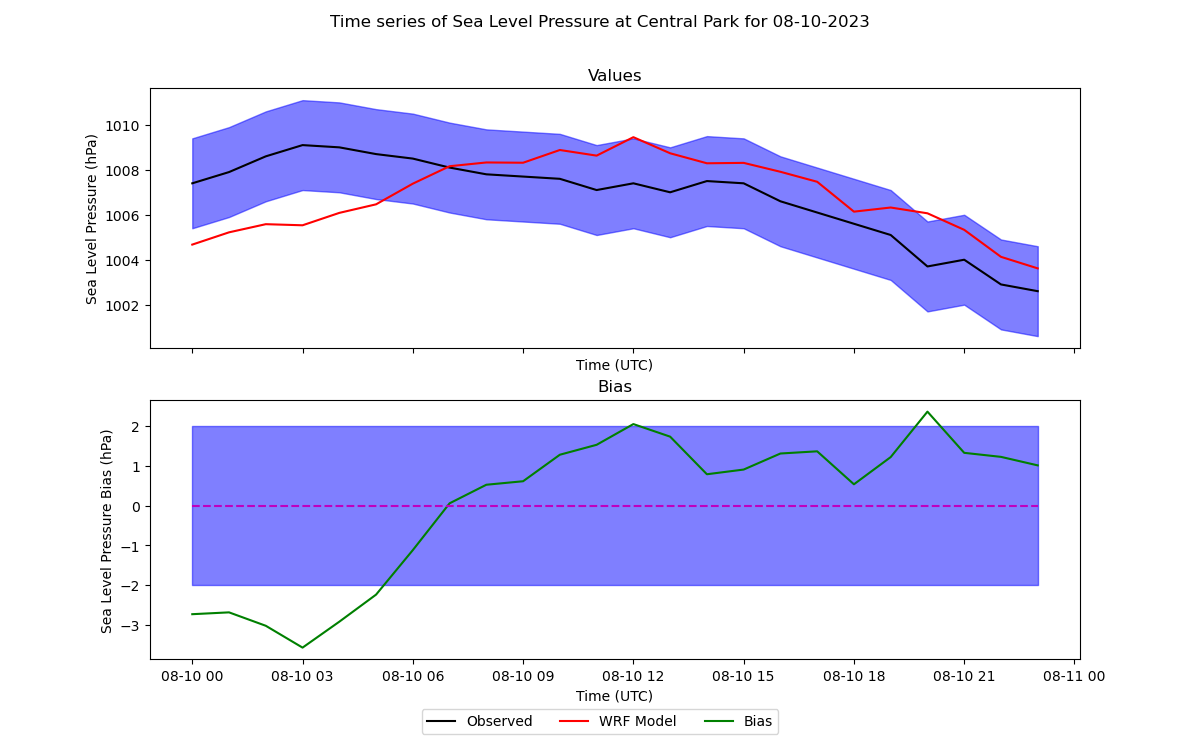 Time series of Sea Level Pressure at Central Park for 08-10-2023
Values
Sea Level Pressure (hPa)
1010
1008
1006
1004
1002
Time (UTC)
Bias
Sea Level Pressure Bias (hPa)
2
1
0
−1
−2
−3
08-10 00 08-10 03 08-10 06 08-10 09 08-10 12 08-10 15 08-10 18 08-10 21 08-11 00
Time (UTC)
Observed WRF Model Bias